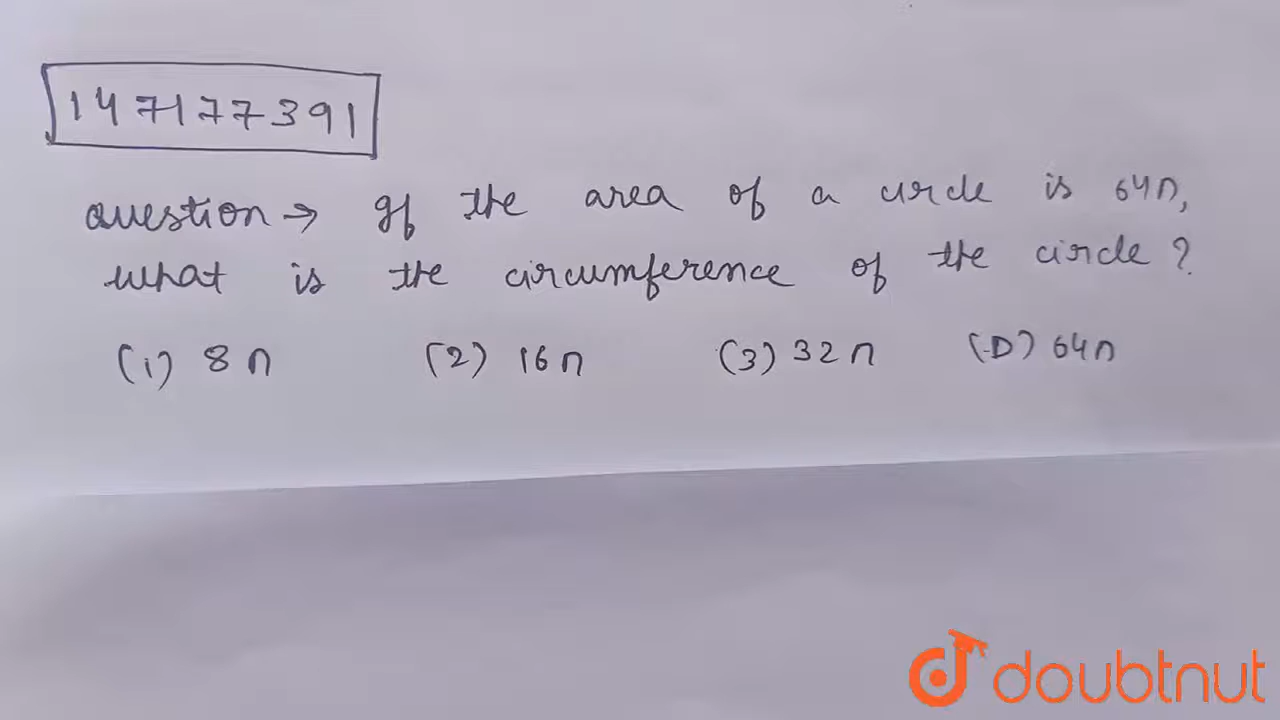 147177391
Question → If the area of a circle is 64π,
what is the circumference of the circle?
(1) 8π (2) 16π (3) 32π (D) 64π
doubtnut